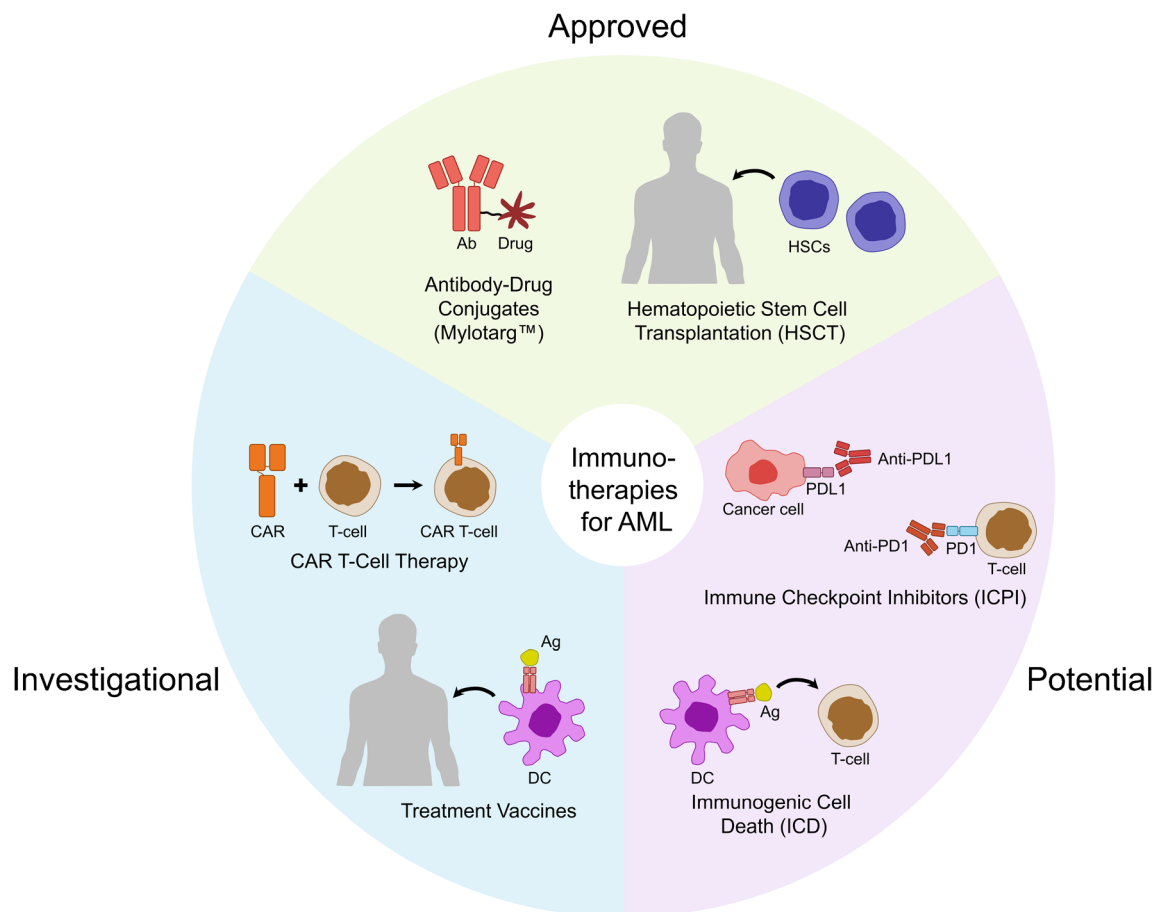 Approved
Ab
Drug
Antibody-Drug
Conjugates
(Mylotarg™)
HSCs
Hematopoietic Stem Cell
Transplantation (HSCT)
Immuno-
therapies
for AML
CAR
T-cell
CAR T-cell
CAR T-Cell Therapy
Anti-PDL1
PDL1
Cancer cell
Anti-PD1
PD1
T-cell
Immune Checkpoint Inhibitors (ICPI)
Investigational
Ag
DC
Treatment Vaccines
Potential
Ag
DC
T-cell
Immunogenic Cell
Death (ICD)